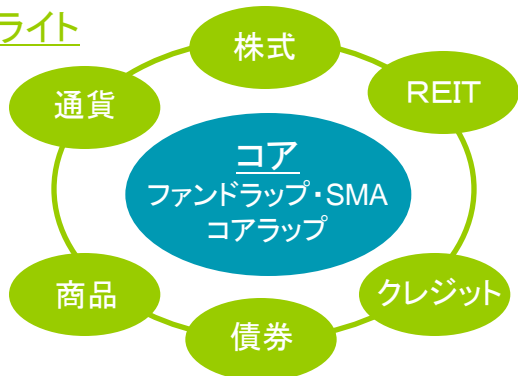 ライト
株式
通貨
REIT
コア
ファンドラップ・SMA
コアラップ
商品
クレジット
債券